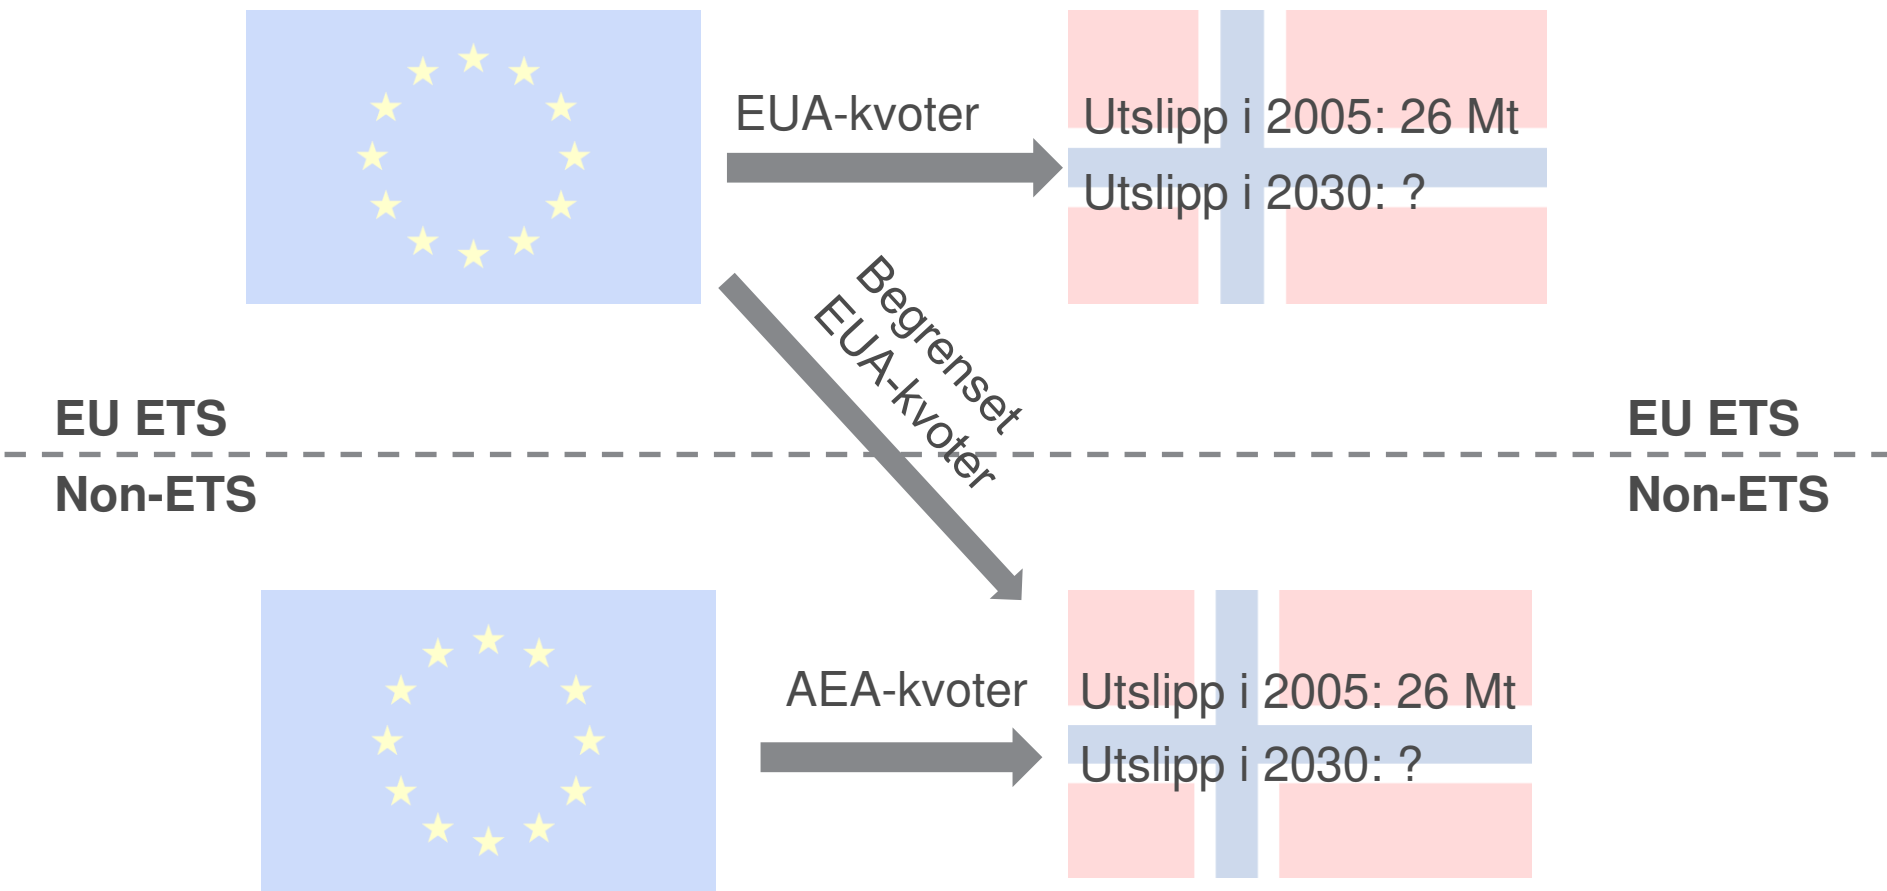 EUA-kvoter
Utslipp i 2005: 26 Mt
Utslipp i 2030: ?
Begrenset
EUA-kvoter
EU ETS
EU ETS
Non-ETS
Non-ETS
AEA-kvoter
Utslipp i 2005: 26 Mt
Utslipp i 2030: ?